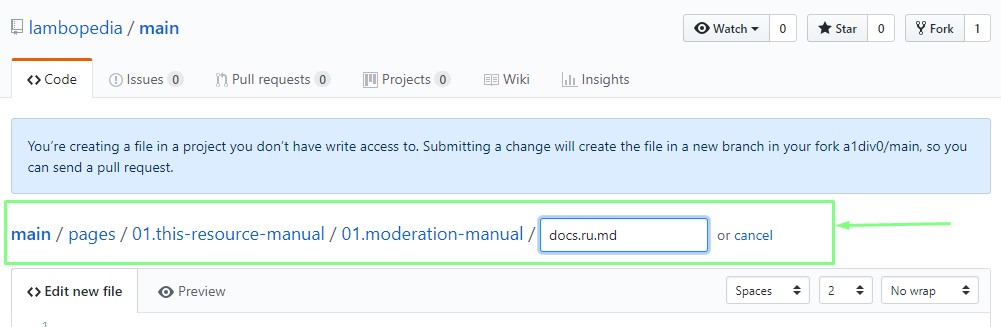 lambopedia / main
Watch 0 Star 0 Fork 1
Code Issues 0 Pull requests 0 Projects 0 Wiki Insights
You're creating a file in a project you don't have write access to. Submitting a change will create the file in a new branch in your fork a1div0/main, so you
can send a pull request.
main / pages / 01.this-resource-manual / 01.moderation-manual / docs.ru.md or cancel
Edit new file Preview Spaces 2 No wrap
1